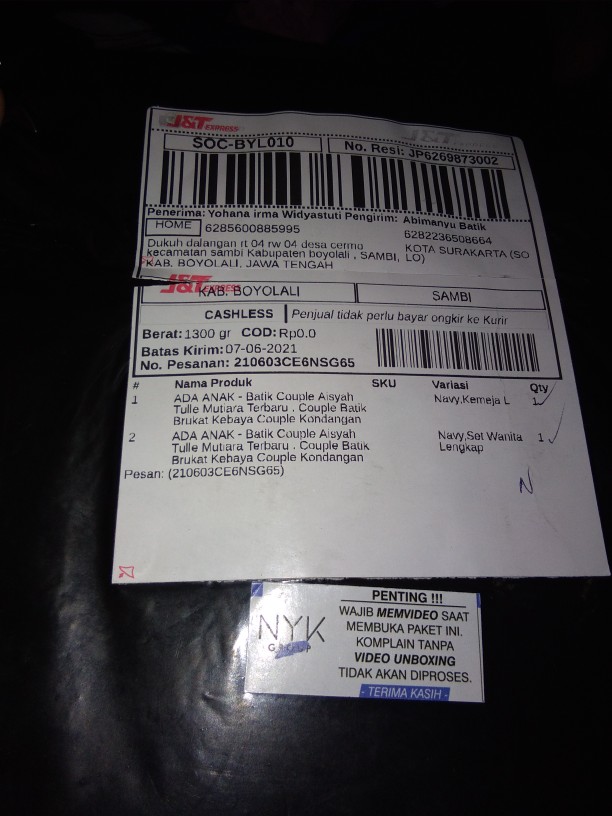 J&T EXPRESS
J&T EXPRESS
SOC-BYL010
No. Resi: JP6269873002
Penerima: Yohana irma Widyastuti Pengirim: Abimanyu Batik
HOME 6285600885995
6282236508664
Dukuh dalangan rt 04 rw 04 desa cermo
KOTA SURAKARTA (SO
kecamatan sambi Kabupaten boyolali , SAMBI,
LO)
KAB. BOYOLALI, JAWA TENGAH
J&T EXPRESS
KAB. BOYOLALI
SAMBI
CASHLESS
Penjual tidak perlu bayar ongkir ke Kurir
Berat: 1300 gr COD: Rp0.0
Batas Kirim: 07-06-2021
No. Pesanan: 210603CE6NSG65
# Nama Produk SKU Variasi Qty
1 ADA ANAK - Batik Couple Aisyah Navy,Kemeja L 1
Tulle Mutiara Terbaru . Couple Batik
Brukat Kebaya Couple Kondangan
2 ADA ANAK - Batik Couple Aisyah Navy,Set Wanita 1
Tulle Mutiara Terbaru . Couple Batik Lengkap
Brukat Kebaya Couple Kondangan
Pesan: (210603CE6NSG65)
N
NYK
GROUP
PENTING !!!
WAJIB MEMVIDEO SAAT
MEMBUKA PAKET INI.
KOMPLAIN TANPA
VIDEO UNBOXING
TIDAK AKAN DIPROSES.
- TERIMA KASIH -